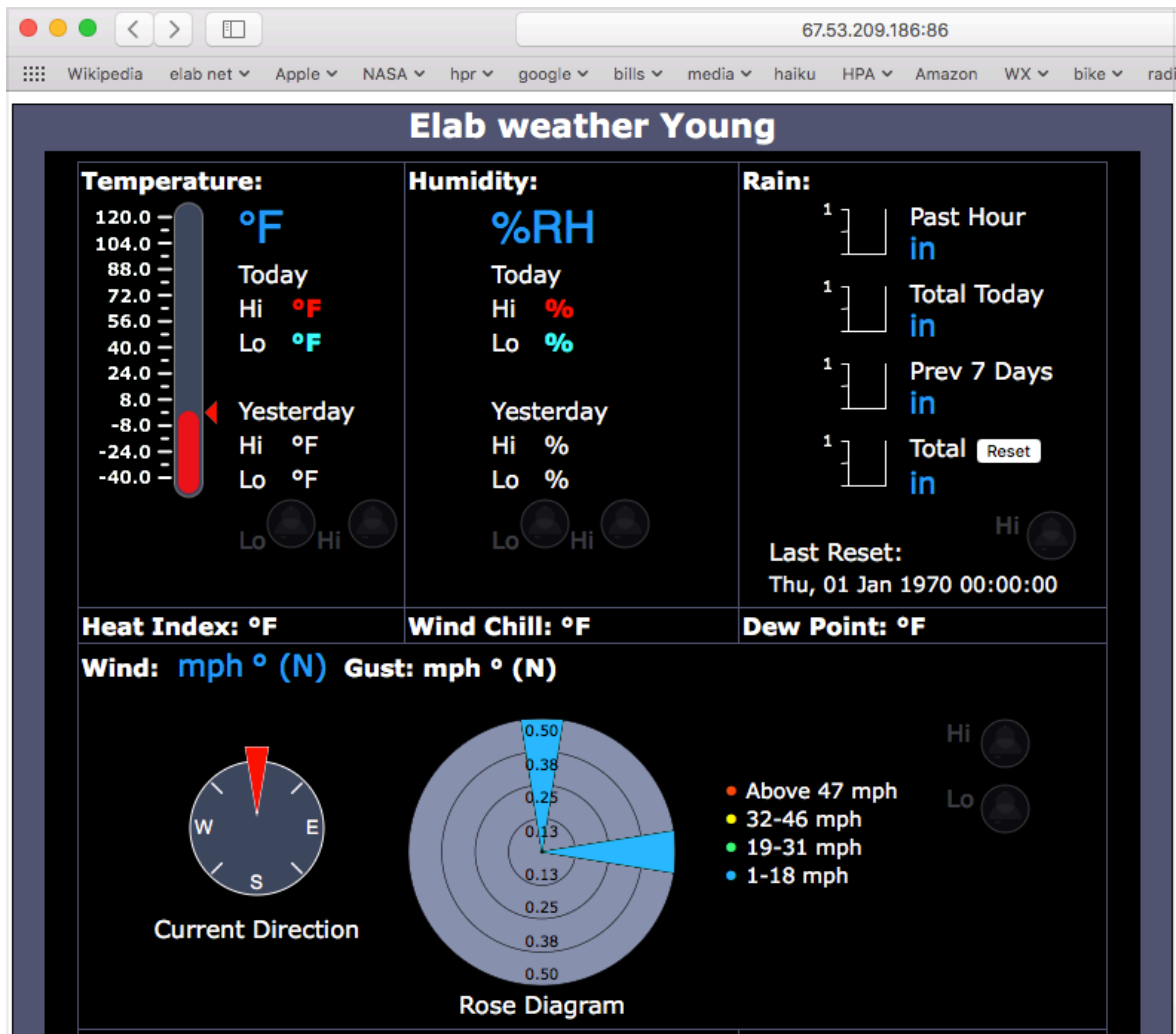 67.53.209.186:86
Wikipedia elab net Apple NASA hpr google bills media haiku HPA Amazon WX bike
Elab weather Young
Temperature:
120.0
104.0
88.0
72.0
56.0
40.0
24.0
8.0
-8.0
-24.0
-40.0
°F
Today
Hi °F
Lo °F
Yesterday
Hi °F
Lo °F
Lo Hi
Humidity:
%RH
Today
Hi %
Lo %
Yesterday
Hi %
Lo %
Lo Hi
Rain:
1 Past Hour
in
1 Total Today
in
1 Prev 7 Days
in
1 Total Reset
in
Hi
Last Reset:
Thu, 01 Jan 1970 00:00:00
Heat Index: °F
Wind Chill: °F
Dew Point: °F
Wind: mph ° (N) Gust: mph ° (N)
W E
S
Current Direction
0.50
0.38
0.25
0.13
0.13
0.25
0.38
0.50
Rose Diagram
Above 47 mph
32-46 mph
19-31 mph
1-18 mph
Hi
Lo